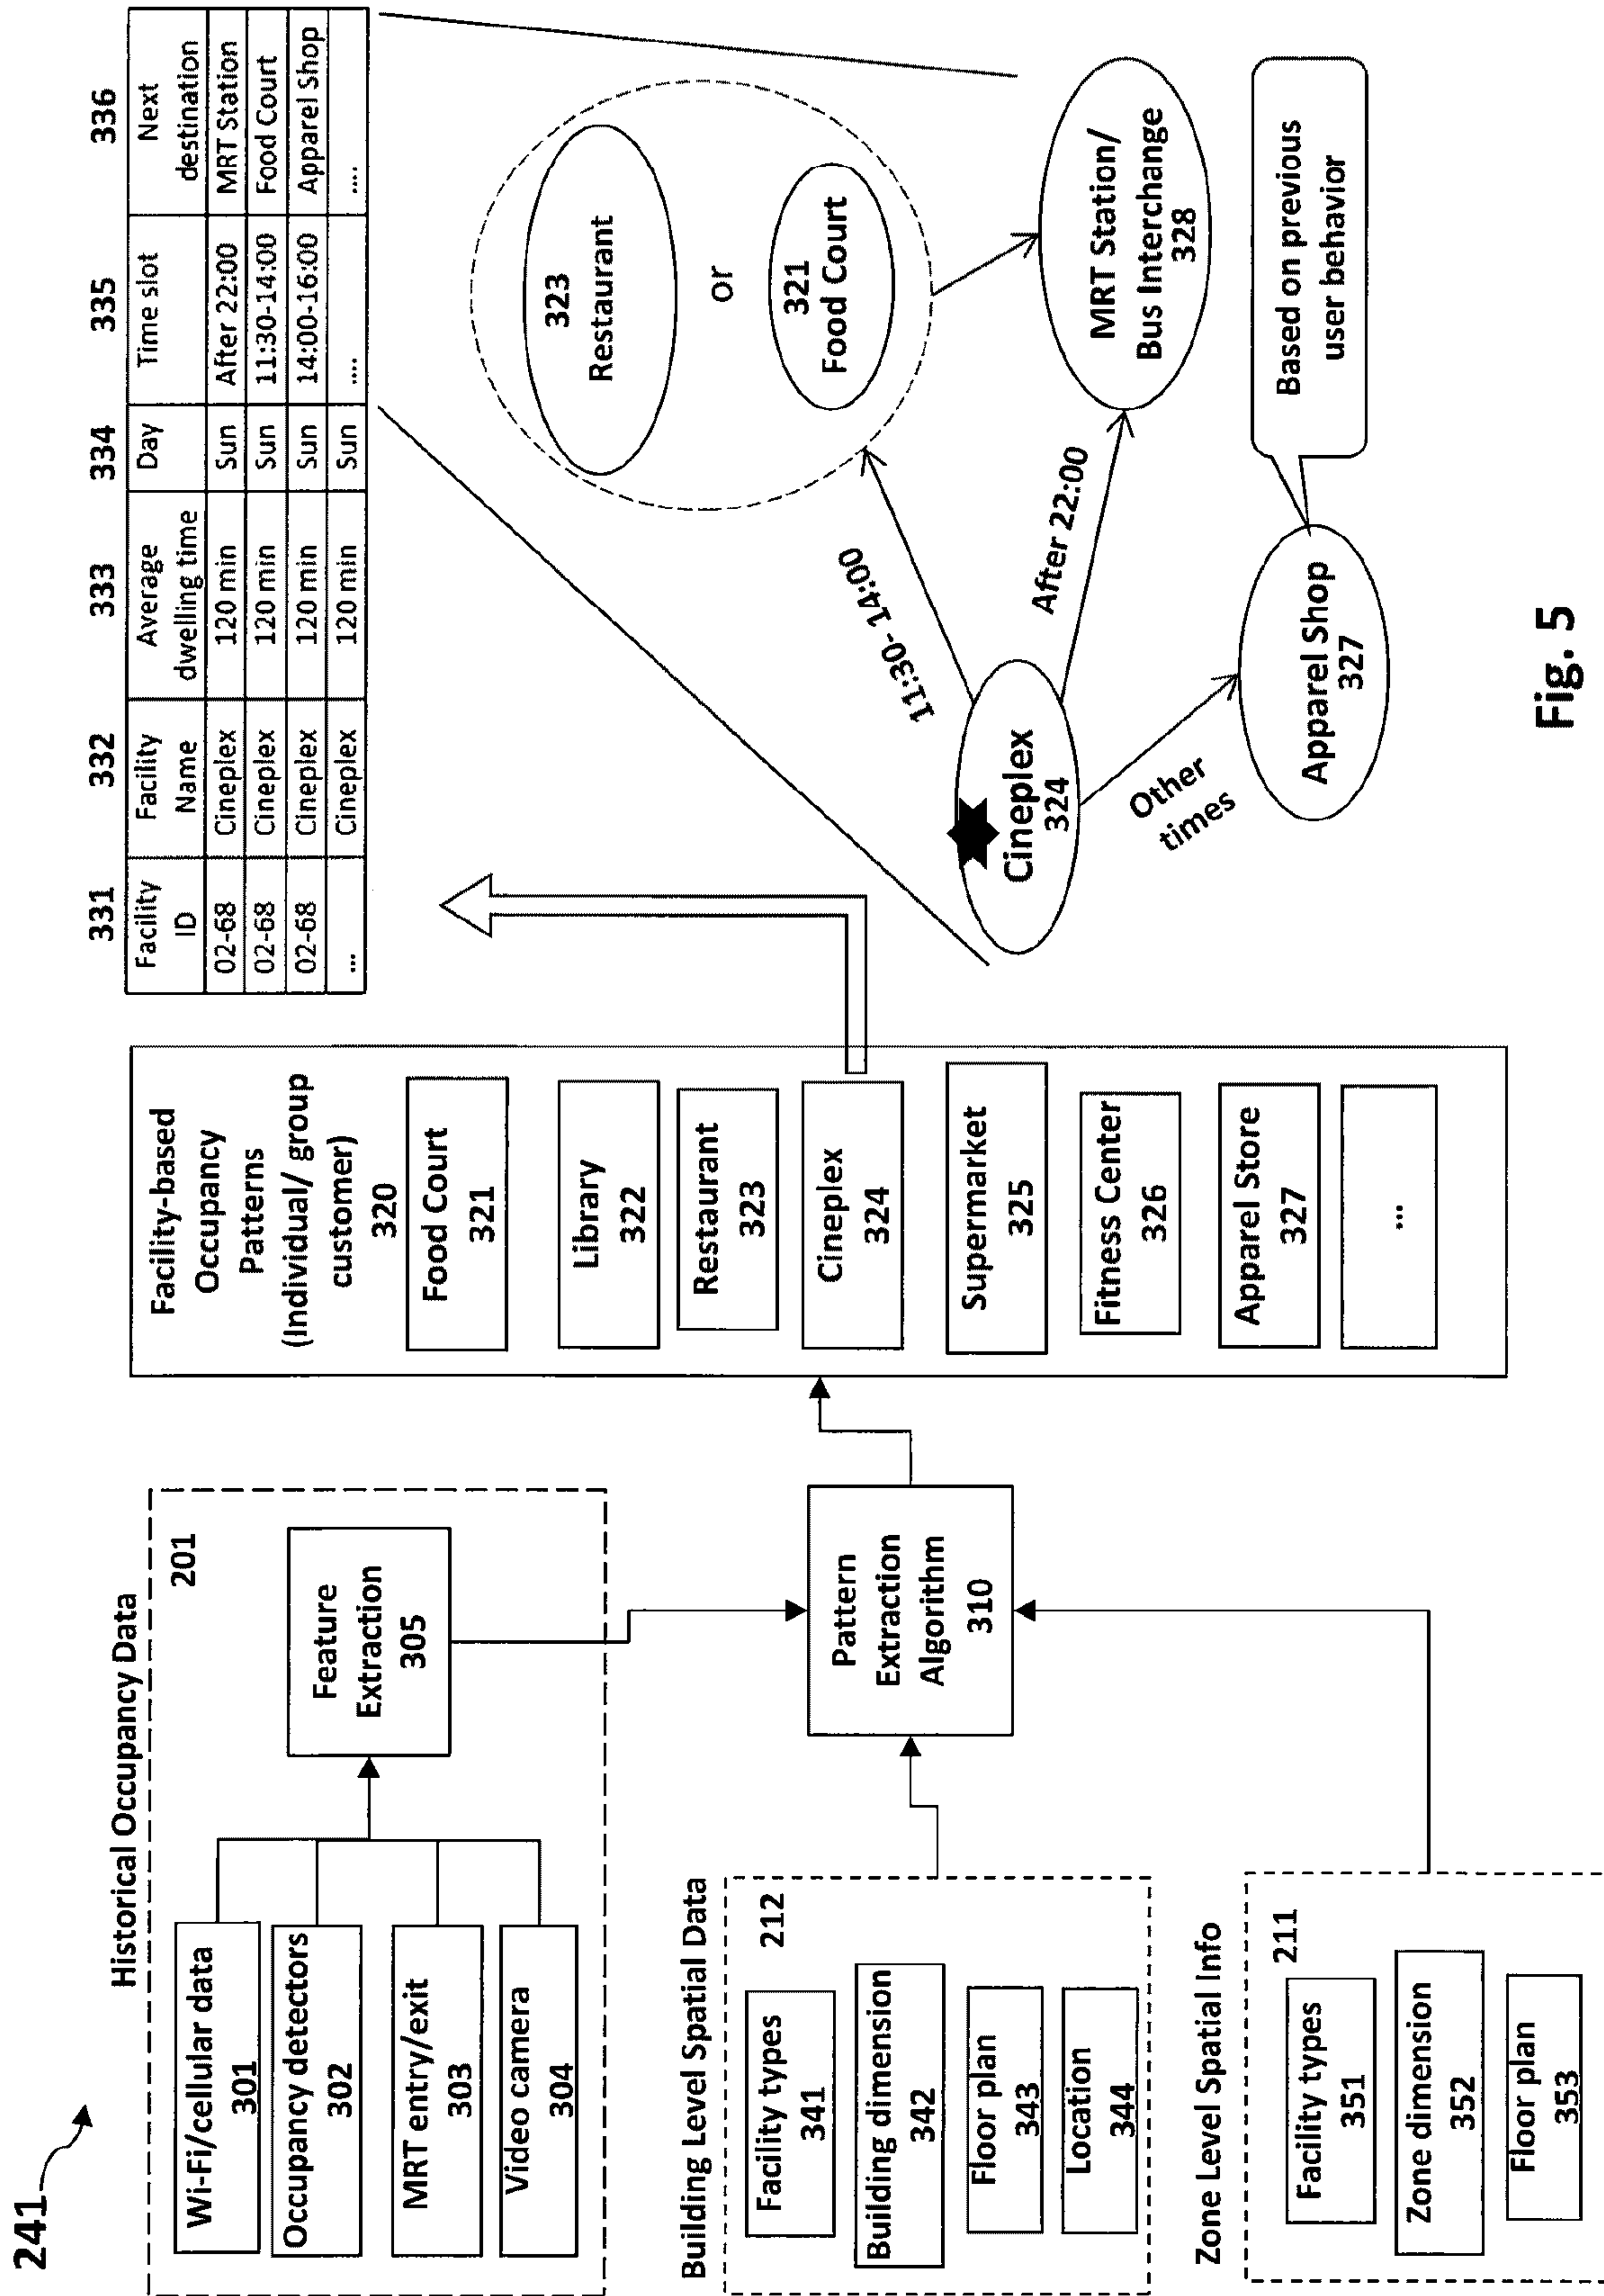 241
Historical Occupancy Data
201
Wi-Fi/cellular data
301
Occupancy detectors
302
MRT entry/exit
303
Video camera
304
Feature
Extraction
305
Building Level Spatial Data
212
Facility types
341
Building dimension
342
Floor plan
343
Location
344
Zone Level Spatial Info
211
Facility types
351
Zone dimension
352
Floor plan
353
Pattern
Extraction
Algorithm
310
Facility-based
Occupancy
Patterns
(Individual/ group
customer)
320
Food Court
321
Library
322
Restaurant
323
Cineplex
324
Supermarket
325
Fitness Center
326
Apparel Store
327
...
331 332 333 334 335 336
Facility ID Facility Name Average dwelling time Day Time slot Next destination
02-68 Cineplex 120 min Sun After 22:00 MRT Station
02-68 Cineplex 120 min Sun 11:30-14:00 Food Court
02-68 Cineplex 120 min Sun 14:00-16:00 Apparel Shop
... Cineplex 120 min Sun .... ....
323
Restaurant
or
321
Food Court
11:30-14:00
Cineplex
324
After 22:00
MRT Station/
Bus Interchange
328
Other
times
Apparel Shop
327
Based on previous
user behavior
Fig. 5